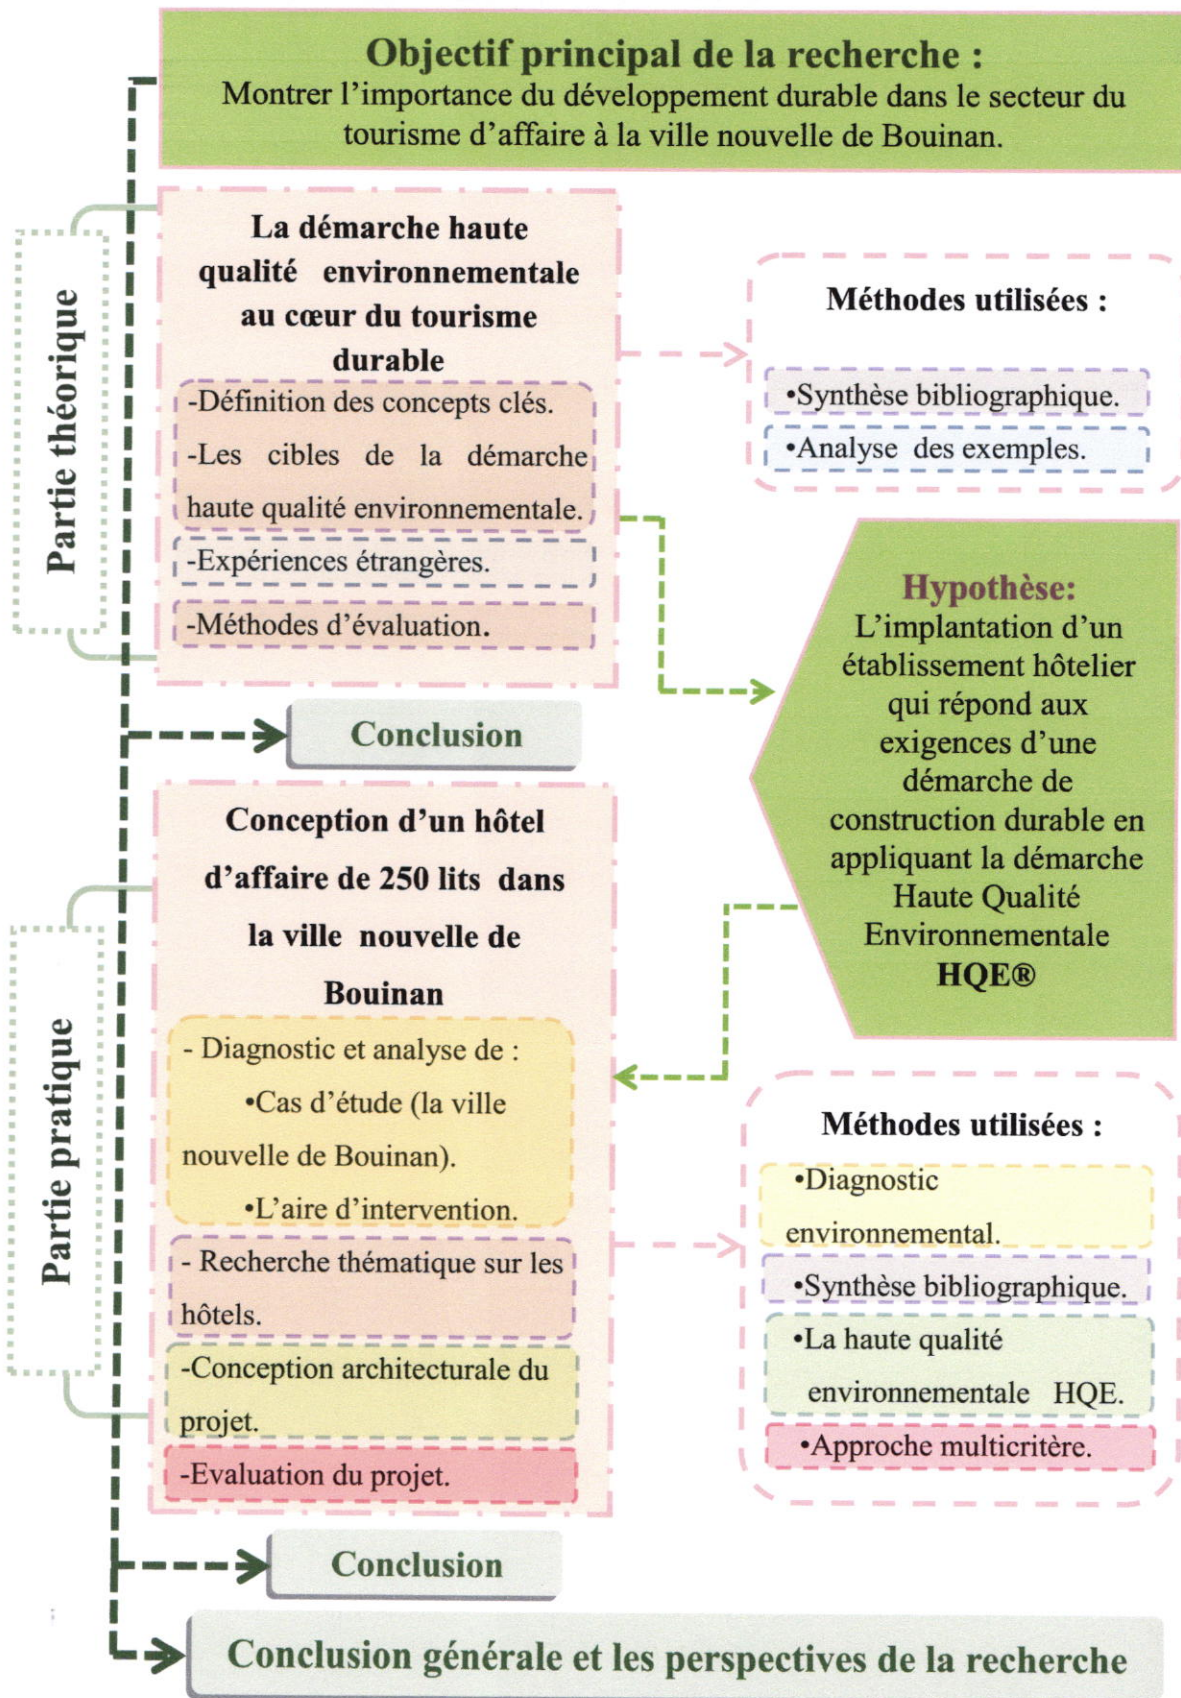 Objectif principal de la recherche :
Montrer l’importance du développement durable dans le secteur du
tourisme d’affaire à la ville nouvelle de Bouinan.
Partie théorique
La démarche haute
qualité environnementale
au cœur du tourisme
durable
-Définition des concepts clés.
-Les cibles de la démarche
haute qualité environnementale.
-Expériences étrangères.
-Méthodes d’évaluation.
Méthodes utilisées :
•Synthèse bibliographique.
•Analyse des exemples.
Hypothèse:
L’implantation d’un
établissement hôtelier
qui répond aux
exigences d’une
démarche de
construction durable en
appliquant la démarche
Haute Qualité
Environnementale
HQE®
Conclusion
Partie pratique
Conception d’un hôtel
d’affaire de 250 lits dans
la ville nouvelle de
Bouinan
- Diagnostic et analyse de :
•Cas d’étude (la ville
nouvelle de Bouinan).
•L’aire d’intervention.
- Recherche thématique sur les
hôtels.
-Conception architecturale du
projet.
-Evaluation du projet.
Méthodes utilisées :
•Diagnostic
environnemental.
•Synthèse bibliographique.
•La haute qualité
environnementale HQE.
•Approche multicritère.
Conclusion
Conclusion générale et les perspectives de la recherche